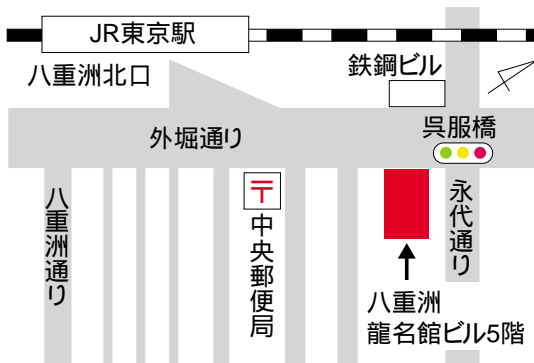 JR東京駅
八重洲北口
鉄鋼ビル
呉服橋
外堀通り
八重洲通り
〒
中央郵便局
永代通り
八重洲
龍名館ビル5階